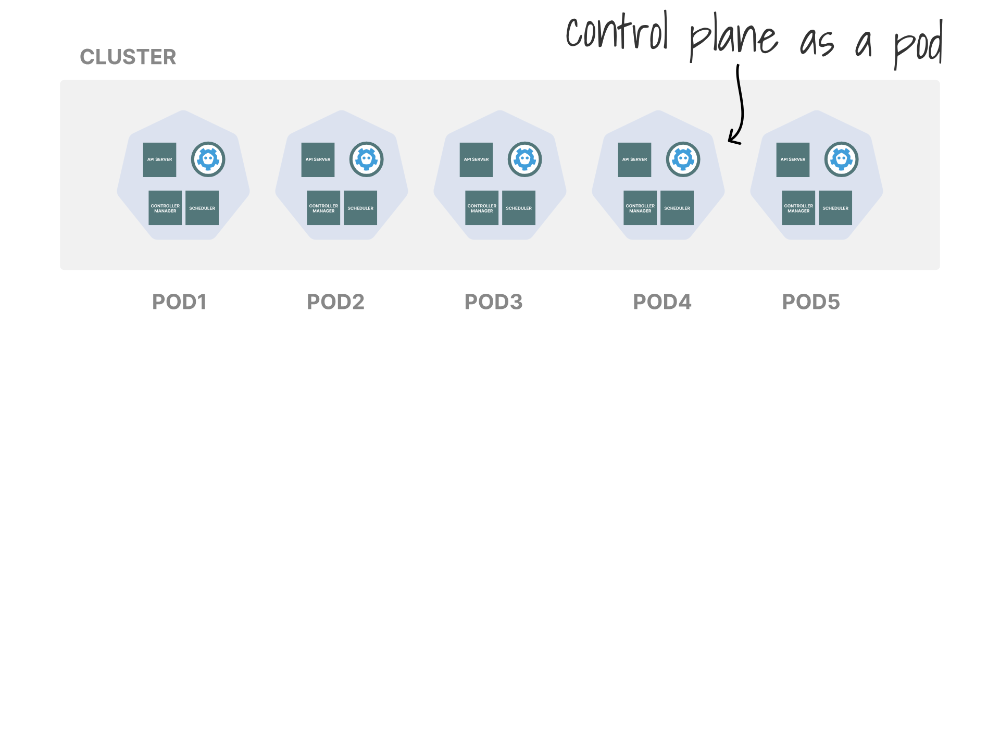 control plane as a pod
CLUSTER
API SERVER
API SERVER
API SERVER
API SERVER
API SERVER
CONTROLLER
MANAGER
SCHEDULER
CONTROLLER
MANAGER
SCHEDULER
CONTROLLER
MANAGER
SCHEDULER
CONTROLLER
MANAGER
SCHEDULER
CONTROLLER
MANAGER
SCHEDULER
POD1
POD2
POD3
POD4
POD5